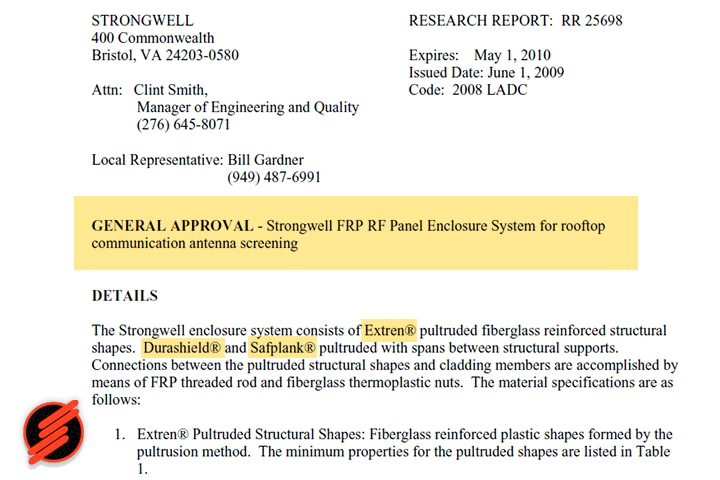 STRONGWELL
400 Commonwealth
Bristol, VA 24203-0580
Attn: Clint Smith,
Manager of Engineering and Quality
(276) 645-8071
Local Representative: Bill Gardner
(949) 487-6991
RESEARCH REPORT: RR 25698
Expires: May 1, 2010
Issued Date: June 1, 2009
Code: 2008 LADC
GENERAL APPROVAL - Strongwell FRP RF Panel Enclosure System for rooftop
communication antenna screening
DETAILS
The Strongwell enclosure system consists of Extren® pultruded fiberglass reinforced structural
shapes. Durashield® and Safplank® pultruded with spans between structural supports.
Connections between the pultruded structural shapes and cladding members are accomplished by
means of FRP threaded rod and fiberglass thermoplastic nuts. The material specifications are as
follows:
1. Extren® Pultruded Structural Shapes: Fiberglass reinforced plastic shapes formed by the
pultrusion method. The minimum properties for the pultruded shapes are listed in Table
1.